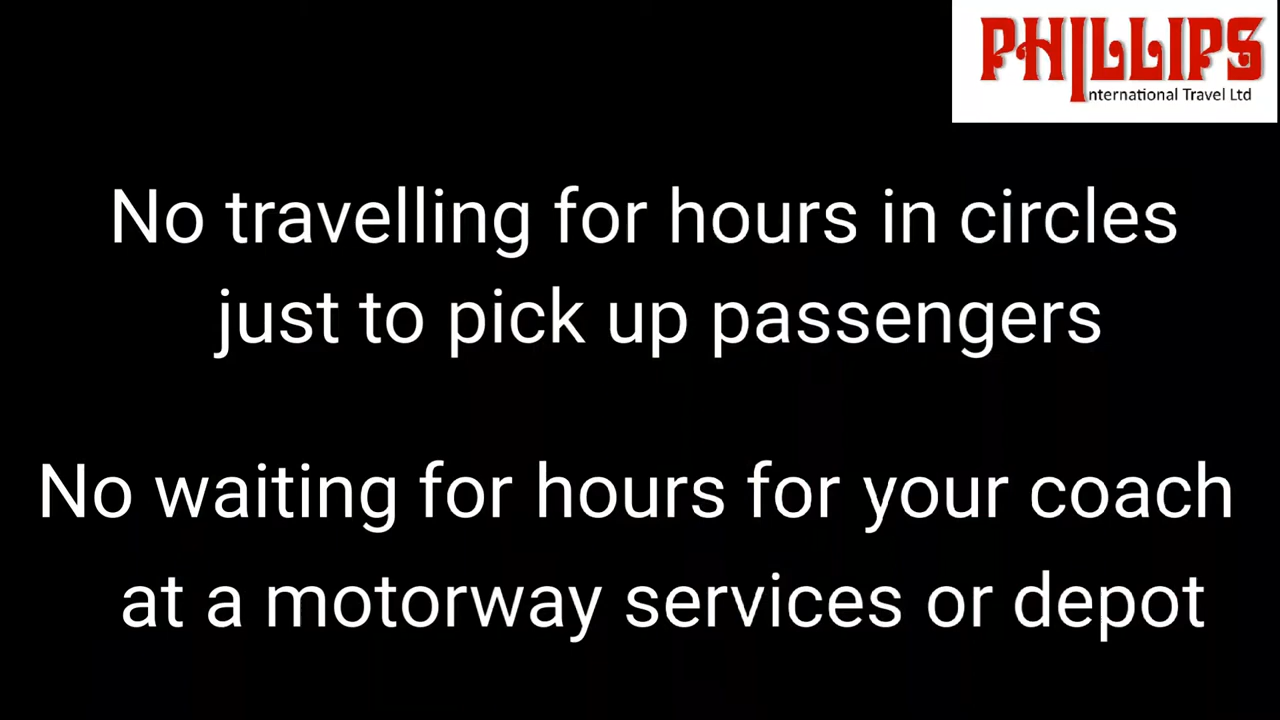 PHILLIPS
International Travel Ltd
No travelling for hours in circles
just to pick up passengers
No waiting for hours for your coach
at a motorway services or depot